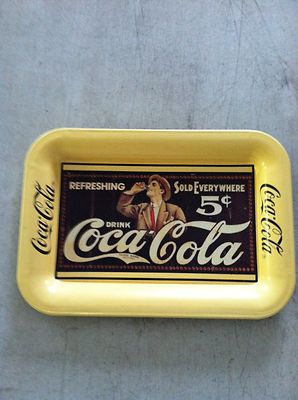 Coca-Cola
REFRESHING
SOLD EVERYWHERE
5¢
DRINK
Coca Cola
Coca-Cola